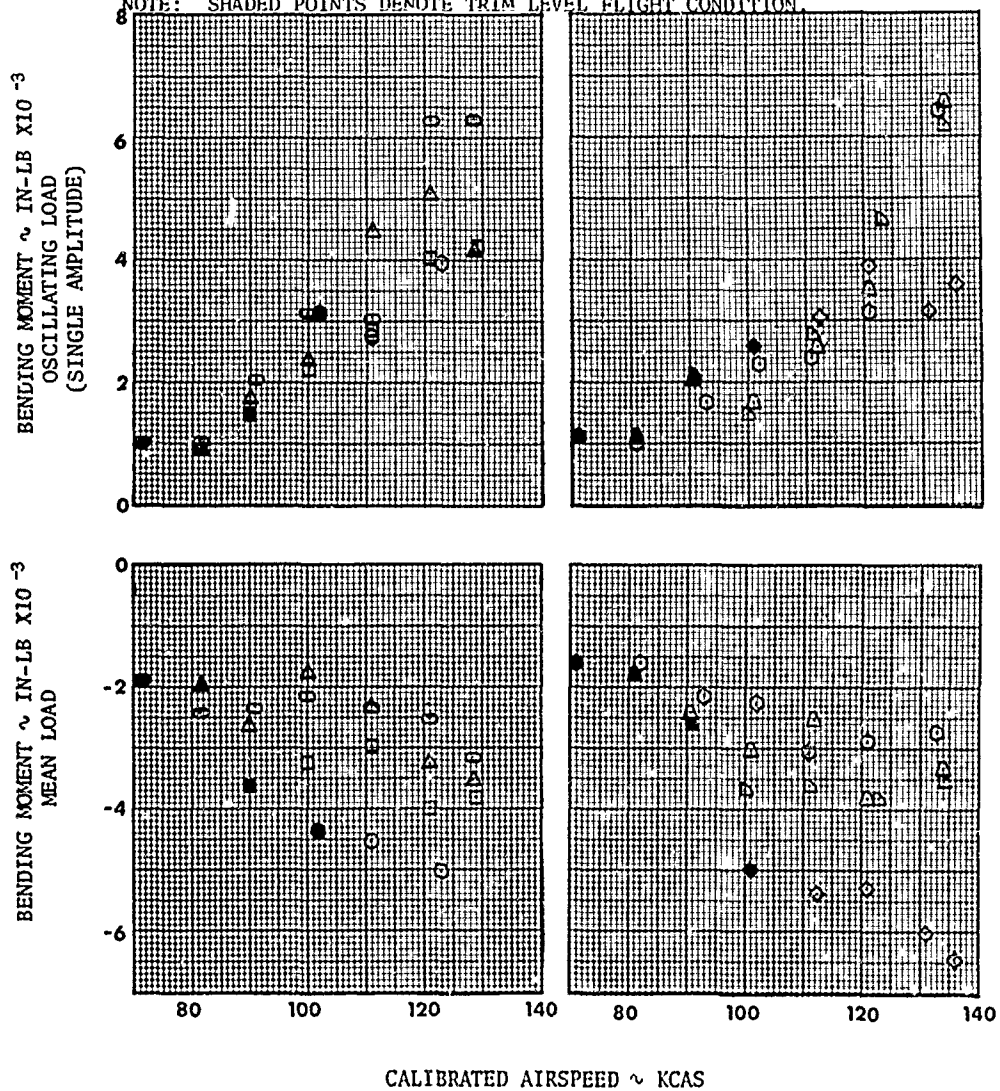 NOTE: SHADED POINTS DENOTE TRIM LEVEL FLIGHT CONDITION.
BENDING MOMENT ~ IN-LB X10 -3
OSCILLATING LOAD
(SINGLE AMPLITUDE)
8
6
4
2
0
BENDING MOMENT ~ IN-LB X10 -3
MEAN LOAD
0
-2
-4
-6
80 100 120 140 80 100 120 140
CALIBRATED AIRSPEED ~ KCAS